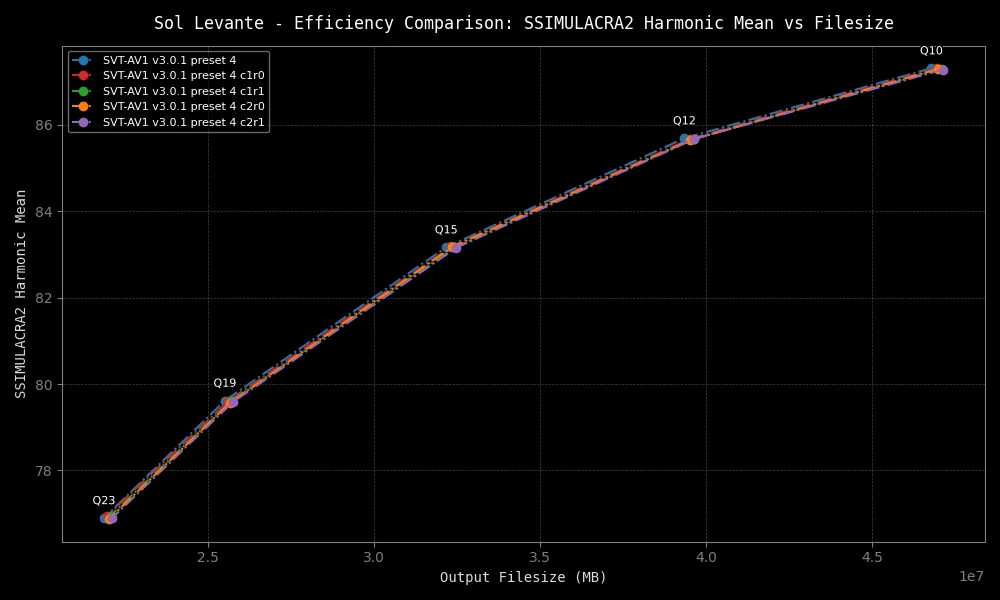 Sol Levante - Efficiency Comparison: SSIMULACRA2 Harmonic Mean vs Filesize
SVT-AV1 v3.0.1 preset 4
SVT-AV1 v3.0.1 preset 4 c1r0
SVT-AV1 v3.0.1 preset 4 c1r1
SVT-AV1 v3.0.1 preset 4 c2r0
SVT-AV1 v3.0.1 preset 4 c2r1
Q10
Q12
Q15
Q19
Q23
86
84
82
80
78
SSIMULACRA2 Harmonic Mean
2.5
3.0
3.5
4.0
4.5
1e7
Output Filesize (MB)